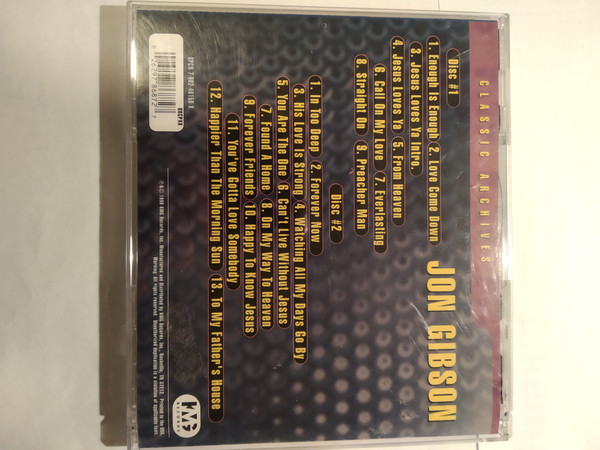 CLASSIC ARCHIVES
JON GIBSON
Disc #1
1. Enough Is Enough 2. Love Come Down
3. Jesus Loves Ya Intro
4. Jesus Loves Ya 5. From Heaven
6. Call On My Love 7. Everlasting
8. Straight On 9. Preacher Man
Disc #2
1. In Too Deep 2. Forever Now
3. His Love Is Strong 4. Watching All My Days Go By
5. You Are The One 6. Can't Live Without Jesus
7. Found A Home 8. On My Way To Heaven
9. Forever Friends 10. Happy To Know Jesus
11. You've Gotta Love Somebody
12. Happier Than The Morning Sun 13. To My Father's House
KMG
RECORDS